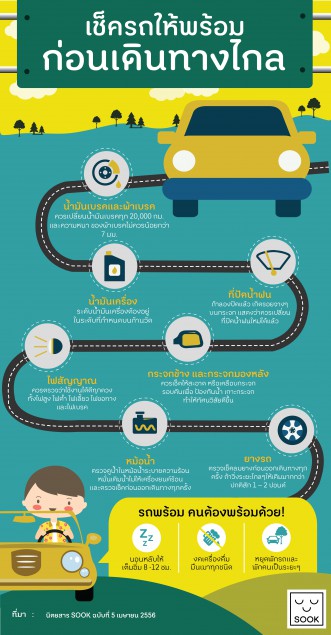 เช็ครถให้พร้อม
ก่อนเดินทางไกล
น้ำมันเบรคและผ้าเบรค
ควรเปลี่ยนน้ำมันเบรคทุก 20,000 กม.
และความหนา ของผ้าเบรคไม่ควรน้อยกว่า
7 มม.
น้ำมันเครื่อง
ระดับน้ำมันเครื่องต้องอยู่
ในระดับที่กำหนดบนก้านวัด
ที่ปัดน้ำฝน
ถ้าลองปัดแล้ว เกิดรอยจางๆ
บนกระจก แสดงว่าควรเปลี่ยน
ที่ปัดน้ำฝนใหม่ได้แล้ว
ไฟสัญญาณ
ควรตรวจว่าใช้งานได้ดีทุกดวง
ทั้งไฟสูง ไฟต่ำ ไฟเลี้ยว ไฟจอดทาง
และไฟเบรค
กระจกข้าง และกระจกมองหลัง
ควรเช็คให้สะอาด หรือเคลือบกระจก
รอบคันเพื่อ ป้องกันน้ำ เกาะกระจก
ทำให้ทัศนวิสัยดีขึ้น
หม้อน้ำ
ตรวจดูน้ำในหม้อน้ำระบายความร้อน
หมั่นเติมน้ำไม่ให้เครื่องยนต์ร้อน
และตรวจเช็คก่อนออกเดินทางทุกครั้ง
ยางรถ
ตรวจเช็คลมยางก่อนออกเดินทางทุก
ครั้ง ถ้าวิ่งระยะไกลๆให้เติมมากกว่า
ปกติสัก 1 – 2 ปอนด์
รถพร้อม คนต้องพร้อมด้วย!
นอนหลับให้
เต็มอิ่ม 8 -12 ชม.
งดเครื่องดื่ม
มึนเมาทุกชนิด
หยุดพักรถและ
พักคนเป็นระยะๆ
ที่มา : นิตยสาร SOOK ฉบับที่ 5 เมษายน 2556
SOOK